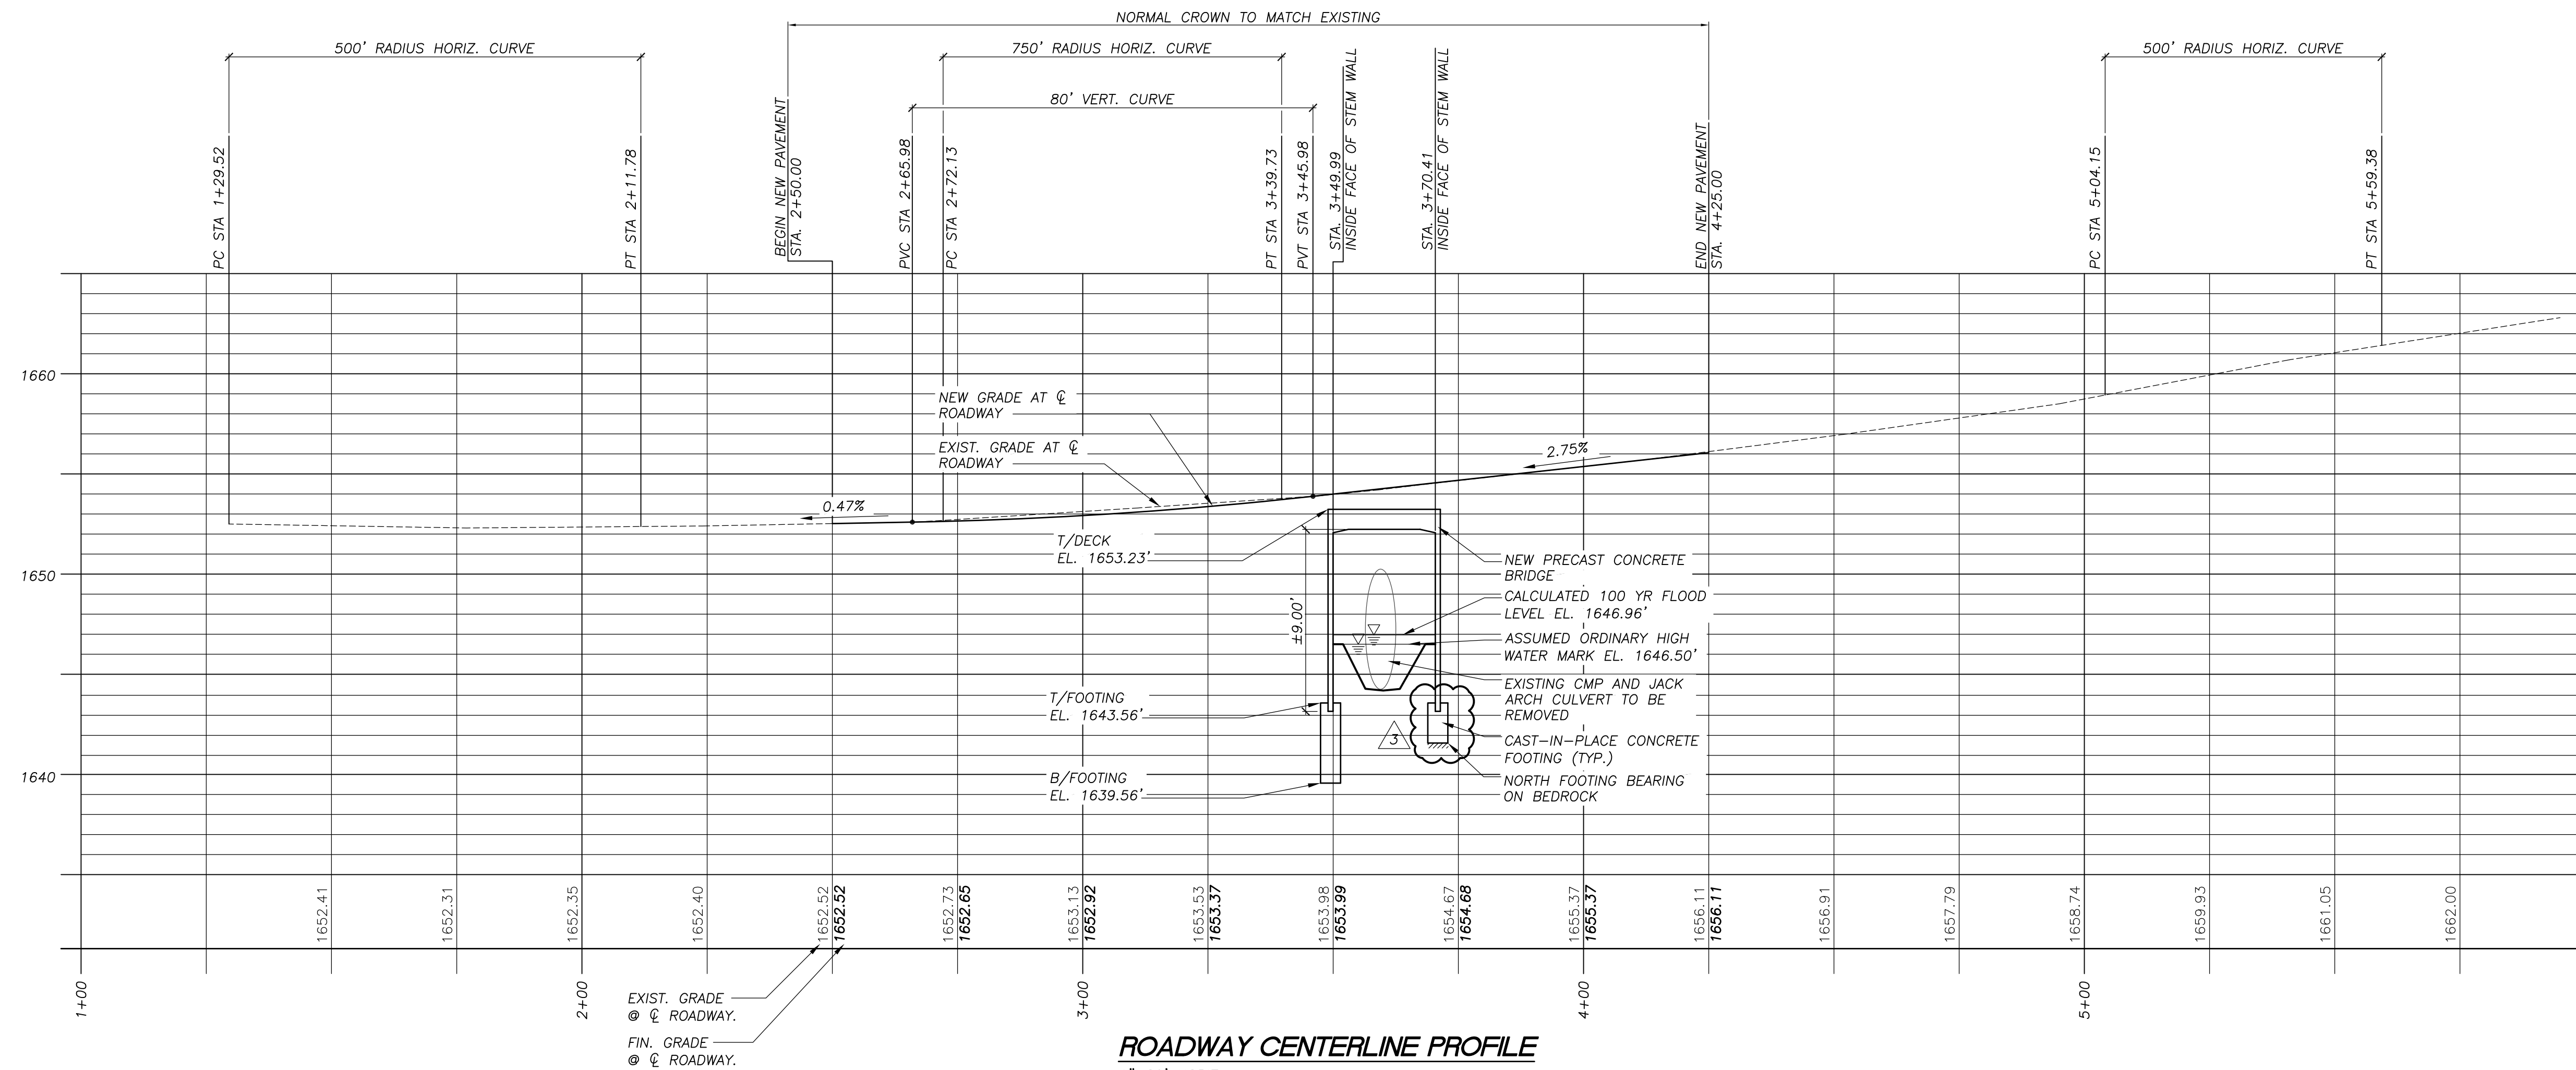 NORMAL CROWN TO MATCH EXISTING
500' RADIUS HORIZ. CURVE
750' RADIUS HORIZ. CURVE
500' RADIUS HORIZ. CURVE
80' VERT. CURVE
PC STA 1+29.52
PT STA 2+11.78
BEGIN NEW PAVEMENT
STA. 2+50.00
PVC STA 2+65.98
PC STA 2+72.13
PT STA 3+39.73
PVT STA 3+45.98
STA. 3+49.99
INSIDE FACE OF STEM WALL
STA. 3+70.41
INSIDE FACE OF STEM WALL
END NEW PAVEMENT
STA. 4+25.00
PC STA 5+04.15
PT STA 5+59.38
1660
1650
1640
NEW GRADE AT ℄
ROADWAY
EXIST. GRADE AT ℄
ROADWAY
0.47%
2.75%
T/DECK
EL. 1653.23'
±9.00'
T/FOOTING
EL. 1643.56'
B/FOOTING
EL. 1639.56'
3
NEW PRECAST CONCRETE
BRIDGE
CALCULATED 100 YR FLOOD
LEVEL EL. 1646.96'
ASSUMED ORDINARY HIGH
WATER MARK EL. 1646.50'
EXISTING CMP AND JACK
ARCH CULVERT TO BE
REMOVED
CAST-IN-PLACE CONCRETE
FOOTING (TYP.)
NORTH FOOTING BEARING
ON BEDROCK
1652.41
1652.31
1652.35
1652.40
1652.52
1652.52
1652.73
1652.65
1653.13
1652.92
1653.53
1653.37
1653.98
1653.99
1654.67
1654.68
1655.37
1655.37
1656.11
1656.11
1656.91
1657.79
1658.74
1659.93
1661.05
1662.00
1+00
2+00
3+00
4+00
5+00
EXIST. GRADE
@ ℄ ROADWAY.
FIN. GRADE
@ ℄ ROADWAY.
ROADWAY CENTERLINE PROFILE